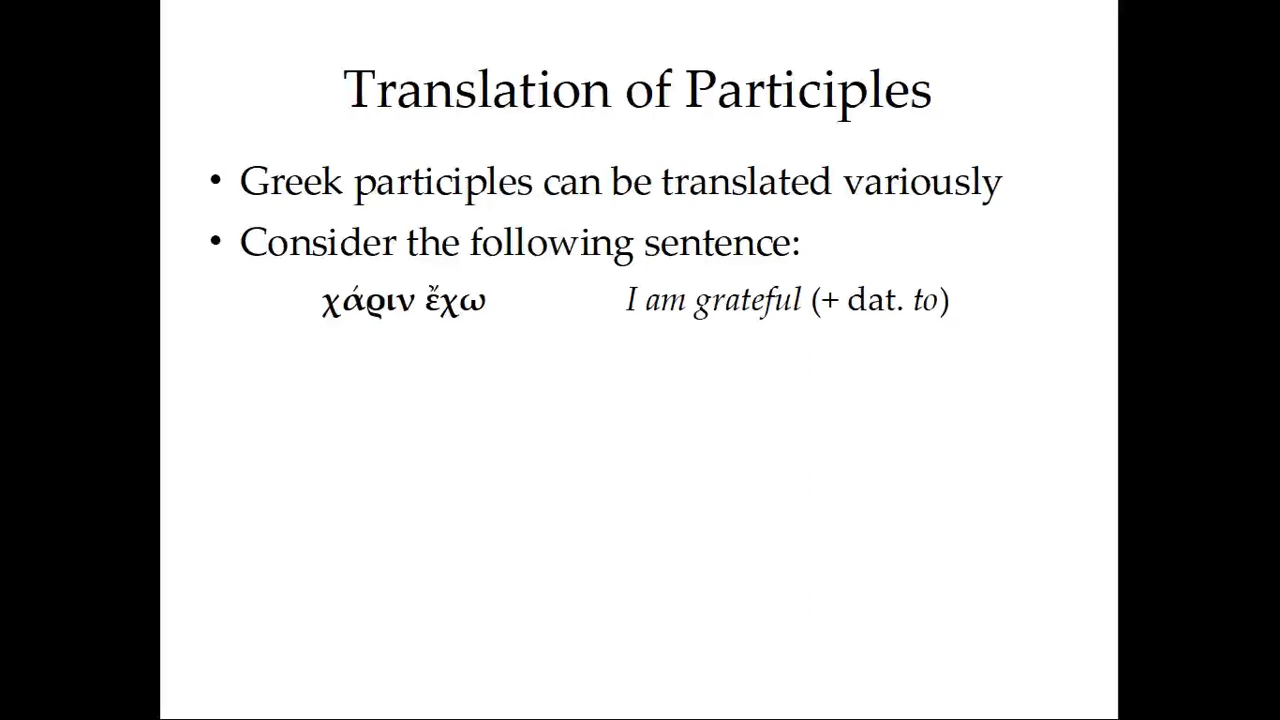 Translation of Participles
• Greek participles can be translated variously
• Consider the following sentence:
χάριν ἔχω I am grateful (+ dat. to)